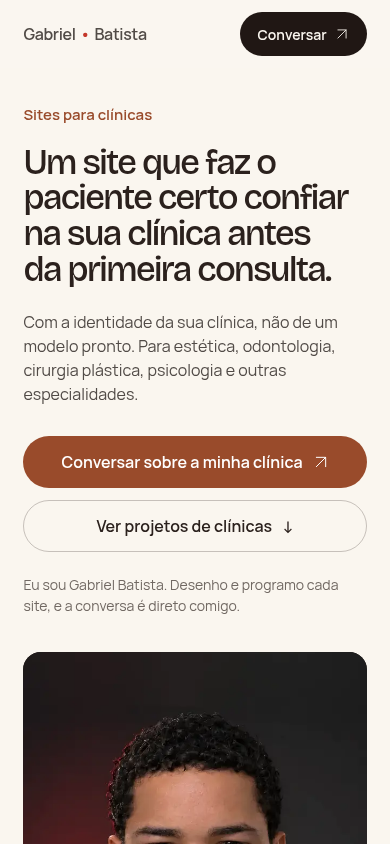 Gabriel • Batista
Conversar ↗
Sites para clínicas
Um site que faz o
paciente certo confiar
na sua clínica antes
da primeira consulta.
Com a identidade da sua clínica, não de um
modelo pronto. Para estética, odontologia,
cirurgia plástica, psicologia e outras
especialidades.
Conversar sobre a minha clínica ↗
Ver projetos de clínicas ↓
Eu sou Gabriel Batista. Desenho e programo cada
site, e a conversa é direto comigo.